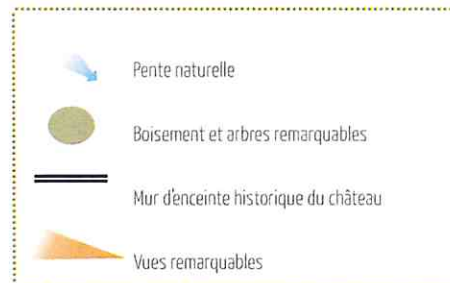 Pente naturelle
Boisement et arbres remarquables
Mur d'enceinte historique du château
Vues remarquables